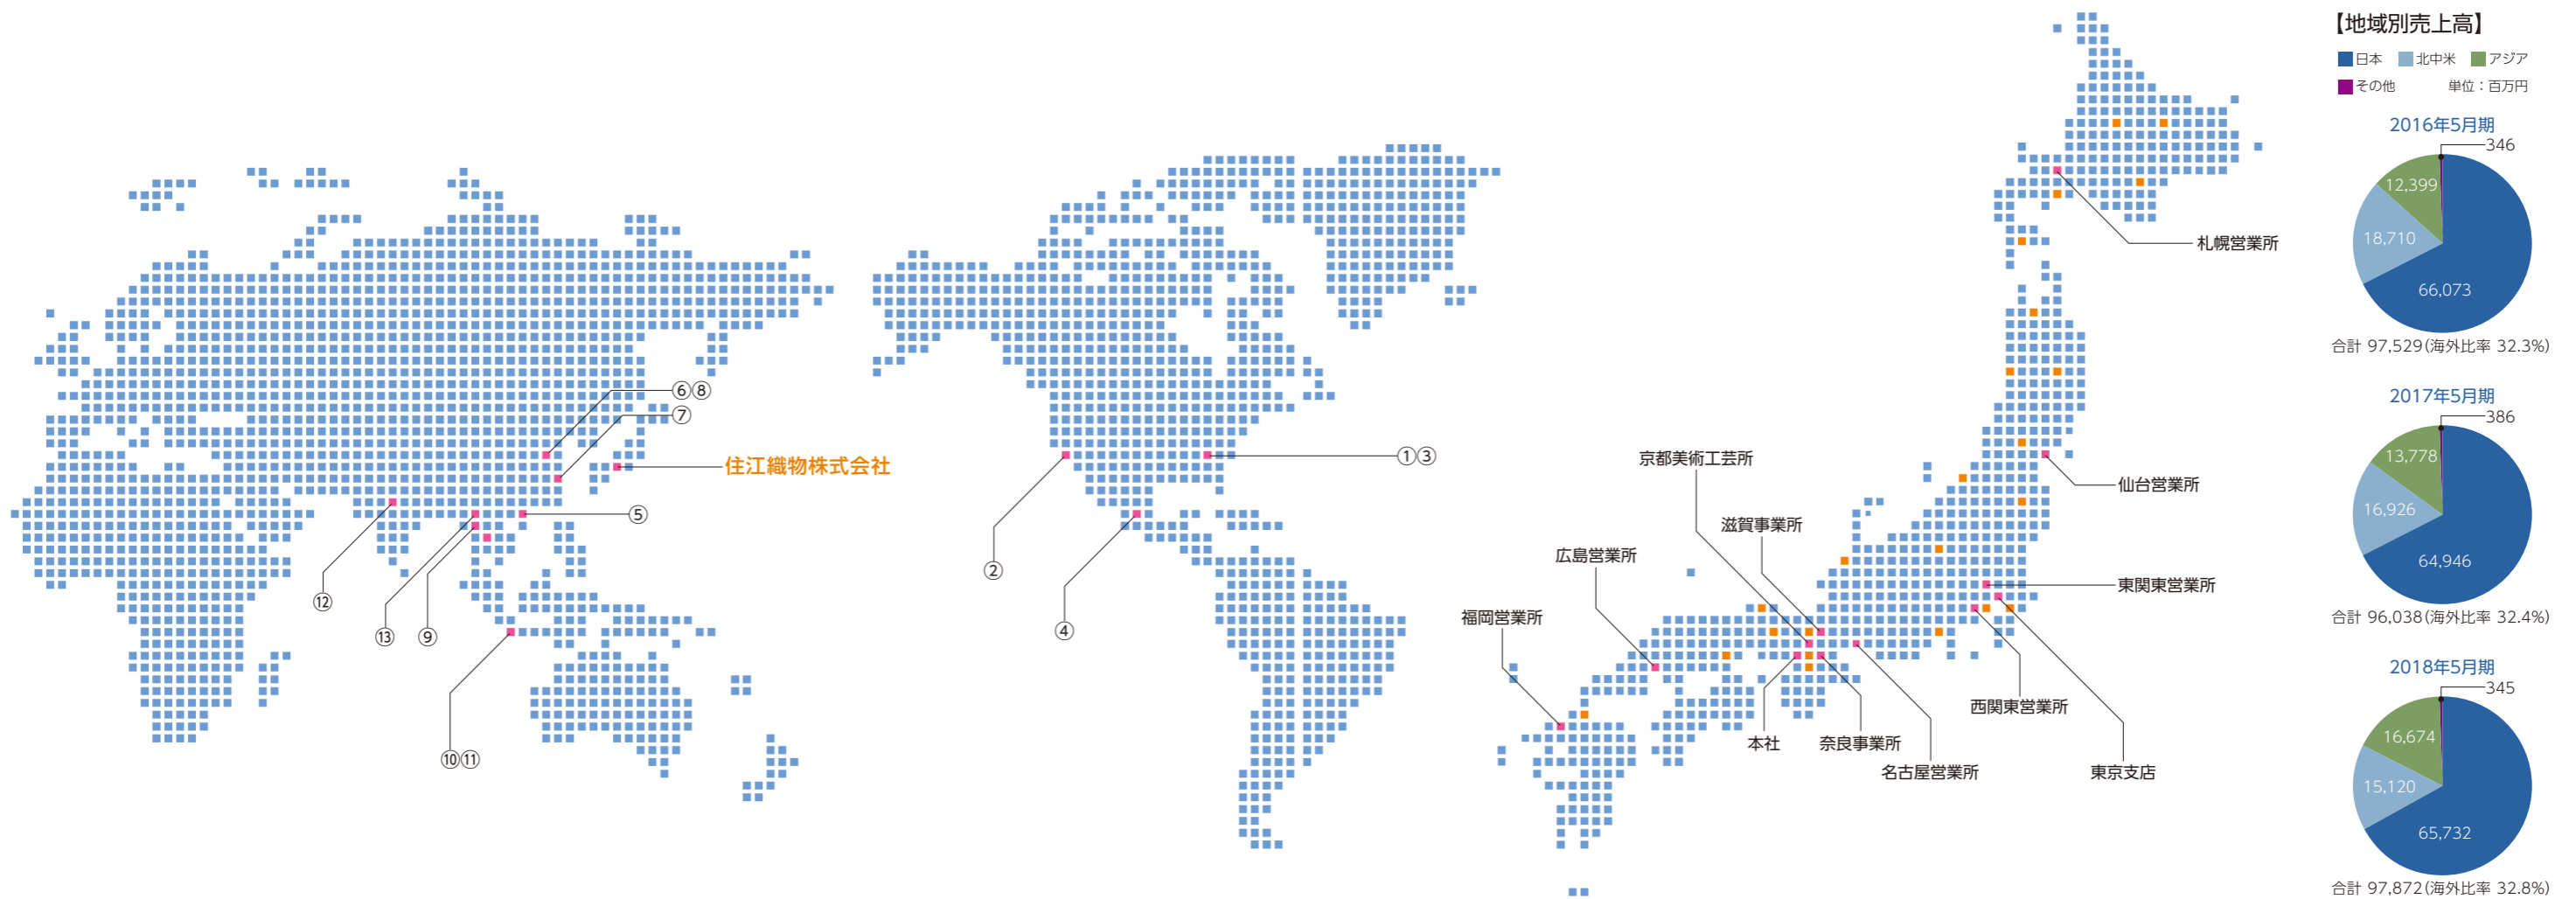 ⑥⑧
⑦
住江織物株式会社
⑤
⑫
⑬
⑨
⑩⑪
①③
②
④
札幌営業所
仙台営業所
京都美術工芸所
滋賀事業所
広島営業所
福岡営業所
東関東営業所
西関東営業所
本社
奈良事業所
名古屋営業所
東京支店
【地域別売上高】
日本 北中米 アジア
その他 単位:百万円
2016年5月期
346
12,399
18,710
66,073
合計 97,529(海外比率 32.3%)
2017年5月期
386
13,778
16,926
64,946
合計 96,038(海外比率 32.4%)
2018年5月期
345
16,674
15,120
65,732
合計 97,872(海外比率 32.8%)